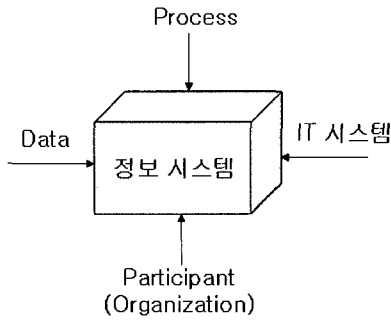 Process
Data
IT 시스템
정보 시스템
Participant
(Organization)